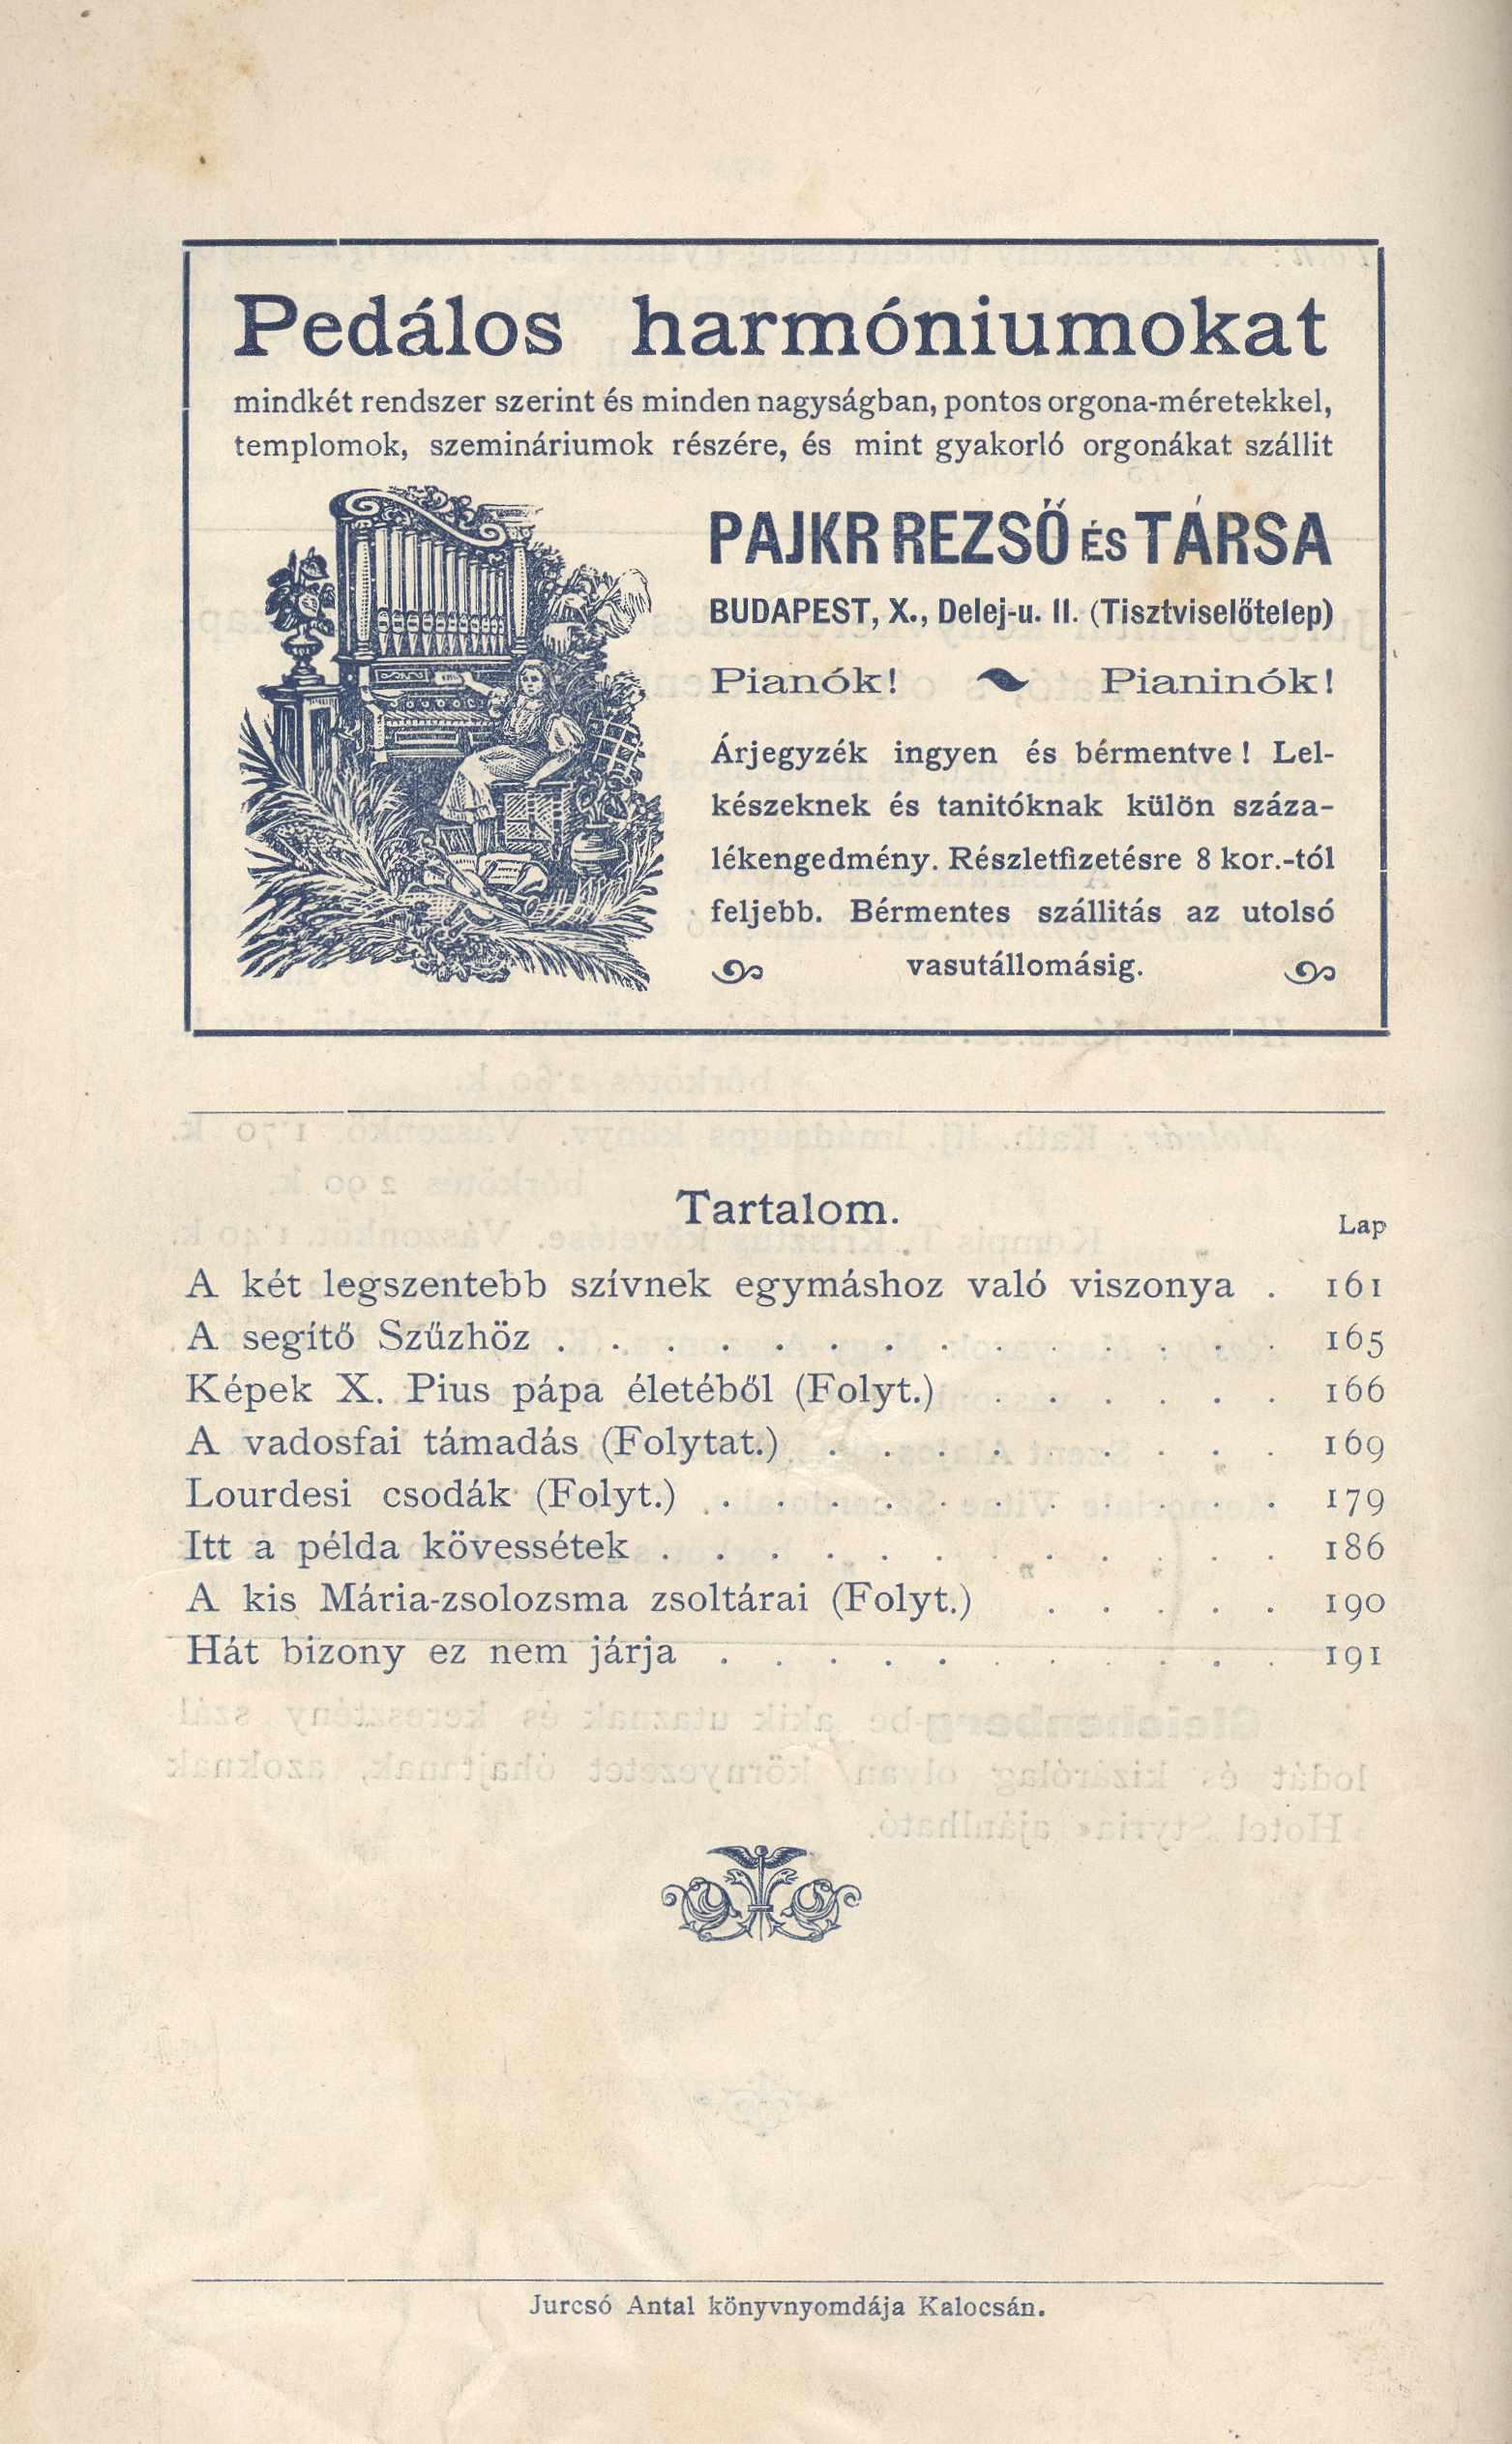 Pedálos harmóniumokat
mindkét rendszer szerint és minden nagyságban, pontos orgona-méretekkel,
templomok, szemináriumok részére, és mint gyakorló orgonákat szállit
PAJKR REZSŐ ÉS TÁRSA
BUDAPEST, X., Delej-u. II. (Tisztviselőtelep)
Pianók! Pianinók!
Árjegyzék ingyen és bérmentve! Lel-
készeknek és tanitóknak külön száza-
lékengedmény. Részletfizetésre 8 kor.-tól
feljebb. Bérmentes szállitás az utolsó
vasutállomásig.
Tartalom.
Lap
A két legszentebb szívnek egymáshoz való viszonya . 161
A segítő Szűzhöz . . . . . . . . . . . . . . 165
Képek X. Pius pápa életéből (Folyt.) . . . . . . 166
A vadosfai támadás (Folytat.) . . . . . . . . . 169
Lourdesi csodák (Folyt.) . . . . . . . . . . . 179
Itt a példa kövessétek . . . . . . . . . . . . 186
A kis Mária-zsolozsma zsoltárai (Folyt.) . . . . . 190
Hát bizony ez nem járja . . . . . . . . . . . 191
Jurcsó Antal könyvnyomdája Kalocsán.